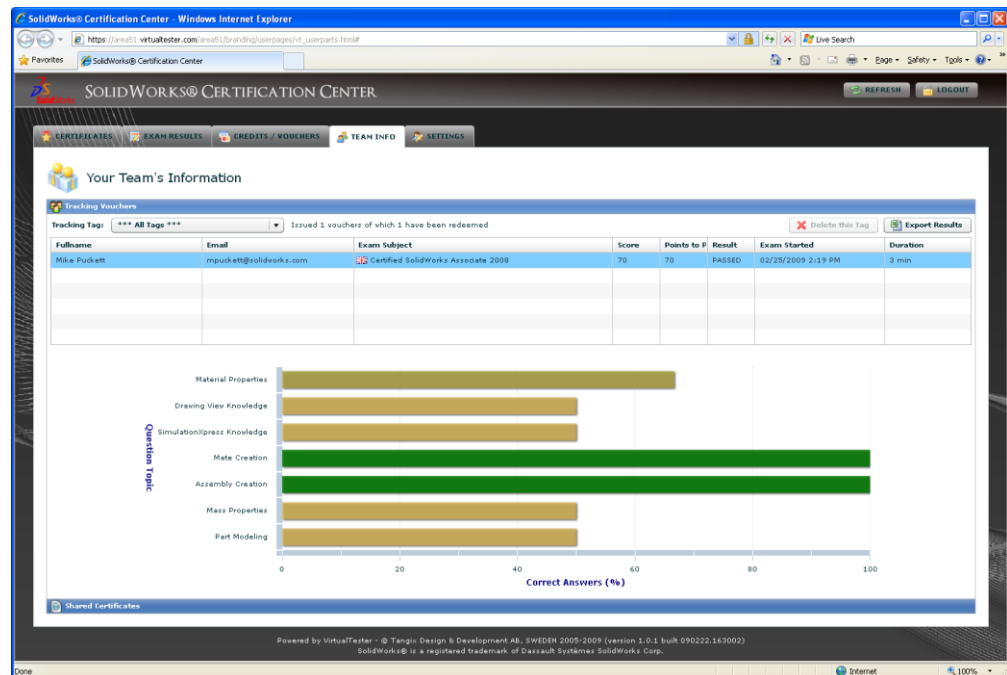 SolidWorks® Certification Center - Windows Internet Explorer
https://area51.virtualtester.com/area51/branding/userpages/vt_userparts.html#
Live Search
Favorites SolidWorks® Certification Center
Page Safety Tools
SOLIDWORKS® CERTIFICATION CENTER
REFRESH LOGOUT
CERTIFICATES EXAM RESULTS CREDITS / VOUCHERS TEAM INFO SETTINGS
Your Team's Information
Tracking Vouchers
Tracking Tag: *** All Tags *** Issued 1 vouchers of which 1 have been redeemed Delete this Tag Export Results
Fullname Email Exam Subject Score Points to P Result Exam Started Duration
Mike Puckett mpuckett@solidworks.com Certified SolidWorks Associate 2008 70 70 PASSED 02/25/2009 2:19 PM 3 min
Material Properties
Drawing View Knowledge
SimulationXpress Knowledge
Mate Creation
Assembly Creation
Mass Properties
Part Modeling
Question Topic
0 20 40 60 80 100
Correct Answers (%)
Shared Certificates
Powered by VirtualTester - © Tangix Design & Development AB, SWEDEN 2005-2009 (version 1.0.1 built 090222.163002)
SolidWorks® is a registered trademark of Dassault Systèmes SolidWorks Corp.
Done Internet 100%